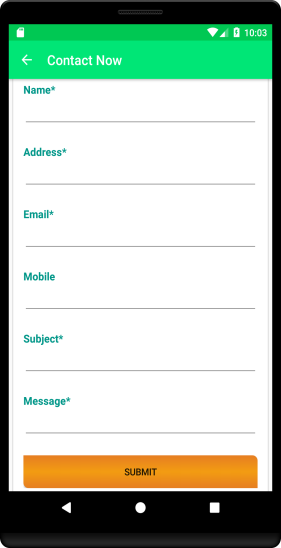 10:03
Contact Now
Name*
Address*
Email*
Mobile
Subject*
Message*
SUBMIT